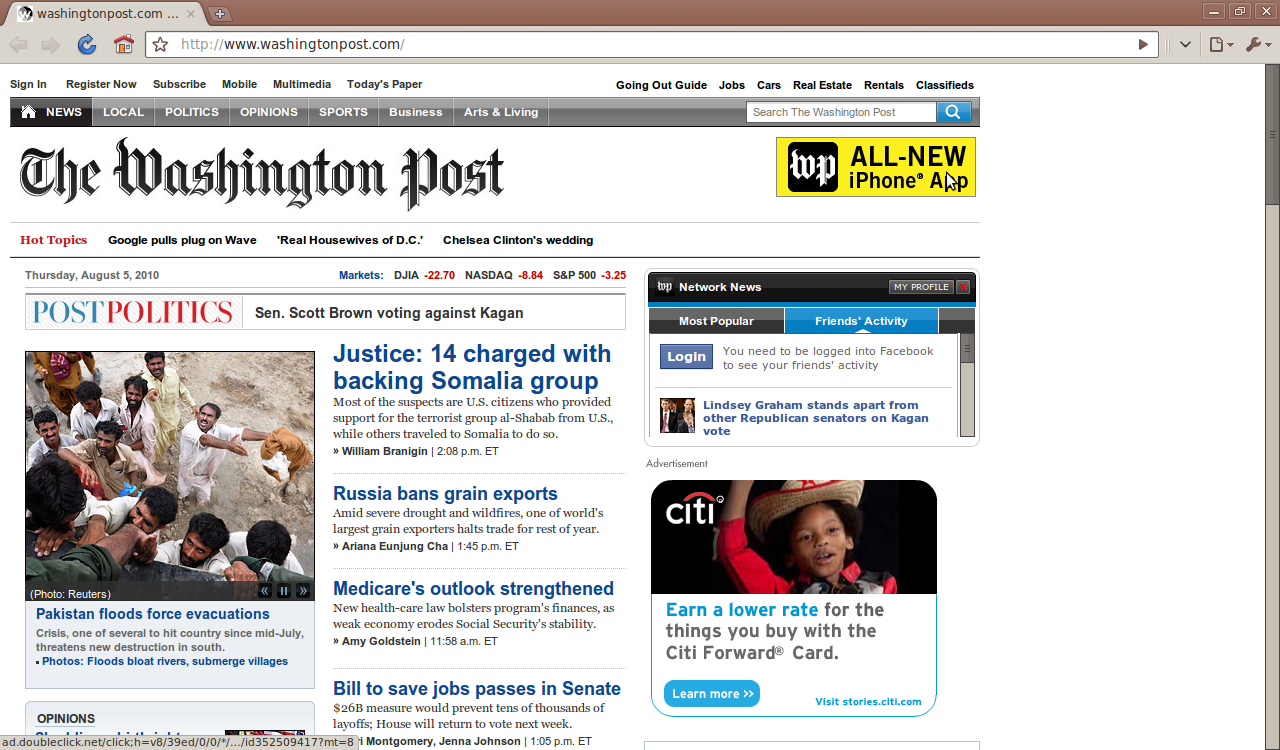 washingtonpost.com ...
http://www.washingtonpost.com/
Sign In Register Now Subscribe Mobile Multimedia Today's Paper
Going Out Guide Jobs Cars Real Estate Rentals Classifieds
NEWS LOCAL POLITICS OPINIONS SPORTS Business Arts & Living
Search The Washington Post
The Washington Post
wp
ALL-NEW
iPhone® App
Hot Topics Google pulls plug on Wave 'Real Housewives of D.C.' Chelsea Clinton's wedding
Thursday, August 5, 2010
Markets: DJIA -22.70 NASDAQ -8.84 S&P 500 -3.25
POSTPOLITICS Sen. Scott Brown voting against Kagan
(Photo: Reuters)
Pakistan floods force evacuations
Crisis, one of several to hit country since mid-July,
threatens new destruction in south.
Photos: Floods bloat rivers, submerge villages
OPINIONS
Justice: 14 charged with
backing Somalia group
Most of the suspects are U.S. citizens who provided
support for the terrorist group al-Shabab from U.S.,
while others traveled to Somalia to do so.
» William Branigin | 2:08 p.m. ET
Russia bans grain exports
Amid severe drought and wildfires, one of world's
largest grain exporters halts trade for rest of year.
» Ariana Eunjung Cha | 1:45 p.m. ET
Medicare's outlook strengthened
New health-care law bolsters program's finances, as
weak economy erodes Social Security's stability.
» Amy Goldstein | 11:58 a.m. ET
Bill to save jobs passes in Senate
$26B measure would prevent tens of thousands of
layoffs; House will return to vote next week.
Montgomery, Jenna Johnson | 1:05 p.m. ET
wp Network News
MY PROFILE X
Most Popular Friends' Activity
Login
You need to be logged into Facebook
to see your friends' activity
Lindsey Graham stands apart from
other Republican senators on Kagan
vote
Advertisement
citi
Earn a lower rate for the
things you buy with the
Citi Forward® Card.
Learn more >>
Visit stories.citi.com
ad.doubleclick.net/click;h=v8/39ed/0/0/*/.../id352509417?mt=8